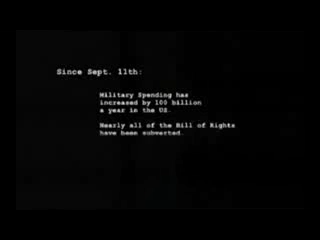 Since Sept. 11th:
Military Spending has
increased by 100 billion
a year in the US.
Nearly all of the Bill of Rights
have been subverted.